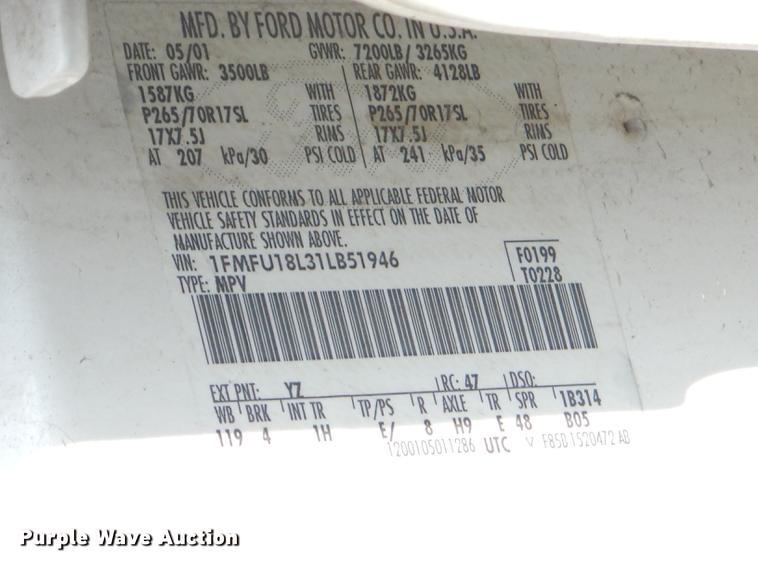 MFD. BY FORD MOTOR CO. IN U.S.A.
DATE: 05/01 GVWR: 7200LB/ 3265KG
FRONT GAWR: 3500LB REAR GAWR: 4128LB
1587KG WITH 1872KG WITH
P265/70R17SL TIRES P265/70R17SL TIRES
17X7.5J RIMS 17X7.5J RIMS
AT 207 kPa/30 PSI COLD AT 241 kPa/35 PSI COLD
THIS VEHICLE CONFORMS TO ALL APPLICABLE FEDERAL MOTOR
VEHICLE SAFETY STANDARDS IN EFFECT ON THE DATE OF
MANUFACTURE SHOWN ABOVE.
VIN: 1FMFU18L31LB51946 F0199
TYPE: MPV T0228
EXT PNT: YZ RC: 47 DSO:
WB BRK INT TR TP/PS R AXLE TR SPR 1B314
119 4 1H E/ 8 H9 E 48 B05
1200105011286 UTC V F85B 1520472 AB
Purple Wave Auction